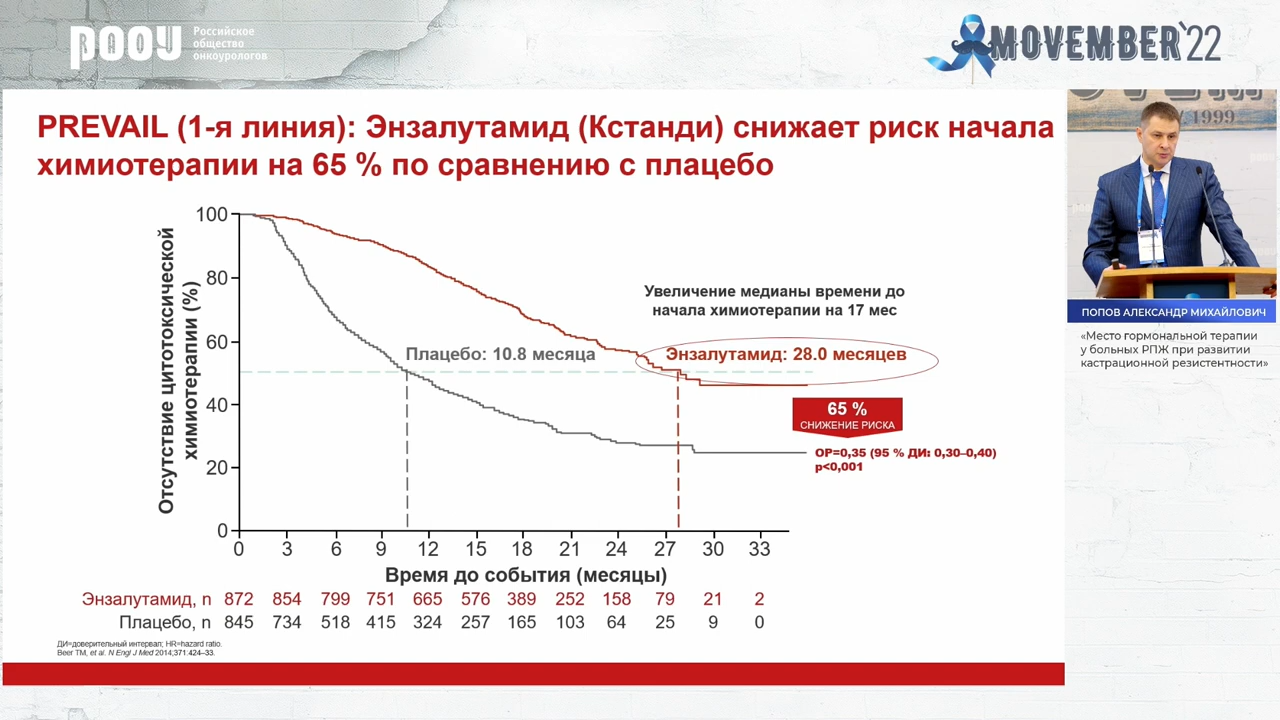 РООУ
Российское
общество
онкоурологов
MOVEMBER'22
PREVAIL (1-я линия): Энзалутамид (Кстанди) снижает риск начала
химиотерапии на 65 % по сравнению с плацебо
Отсутствие цитотоксической
химиотерапии (%)
100
80
60
40
20
0
Увеличение медианы времени до
начала химиотерапии на 17 мес
Плацебо: 10.8 месяца
Энзалутамид: 28.0 месяцев
65 %
СНИЖЕНИЕ РИСКА
ОР=0,35 (95 % ДИ: 0,30–0,40)
p<0,001
0 3 6 9 12 15 18 21 24 27 30 33
Время до события (месяцы)
Энзалутамид, n 872 854 799 751 665 576 389 252 158 79 21 2
Плацебо, n 845 734 518 415 324 257 165 103 64 25 9 0
ДИ=доверительный интервал; HR=hazard ratio.
Beer TM, et al. N Engl J Med 2014;371:424–33.
1999
ПОПОВ АЛЕКСАНДР МИХАЙЛОВИЧ
«Место гормональной терапии
у больных РПЖ при развитии
кастрационной резистентности»